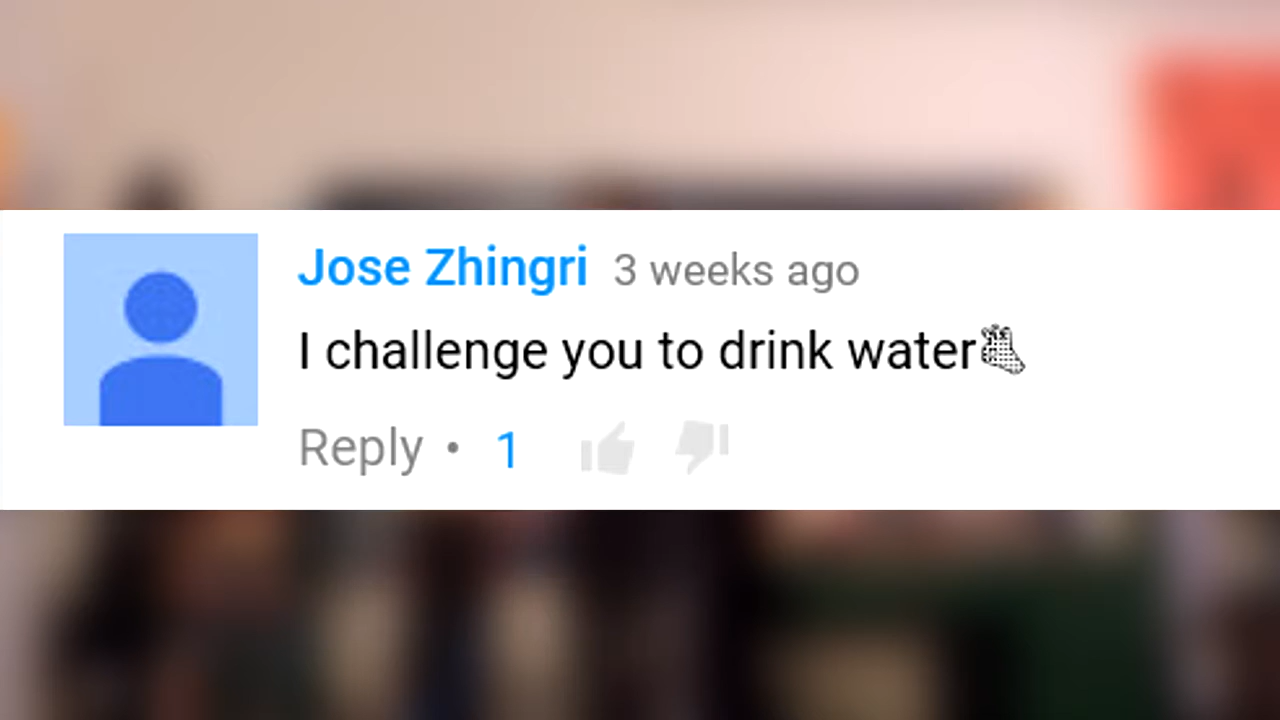 Jose Zhingri 3 weeks ago
I challenge you to drink water
Reply • 1